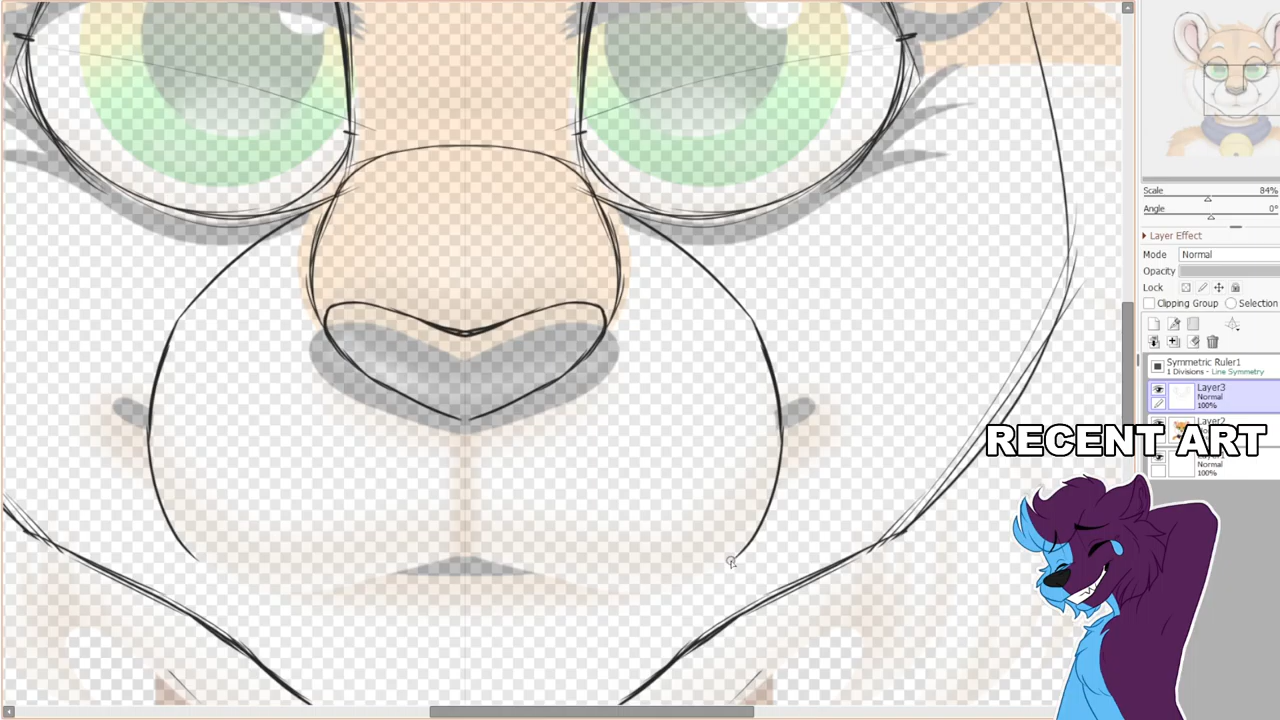 Scale 84%
Angle 0°
Layer Effect
Mode Normal
Opacity
Lock
Clipping Group Selection
Symmetric Ruler1
1 Divisions - Line Symmetry
Layer3
Normal
100%
Layer2
RECENT ART
Normal
100%